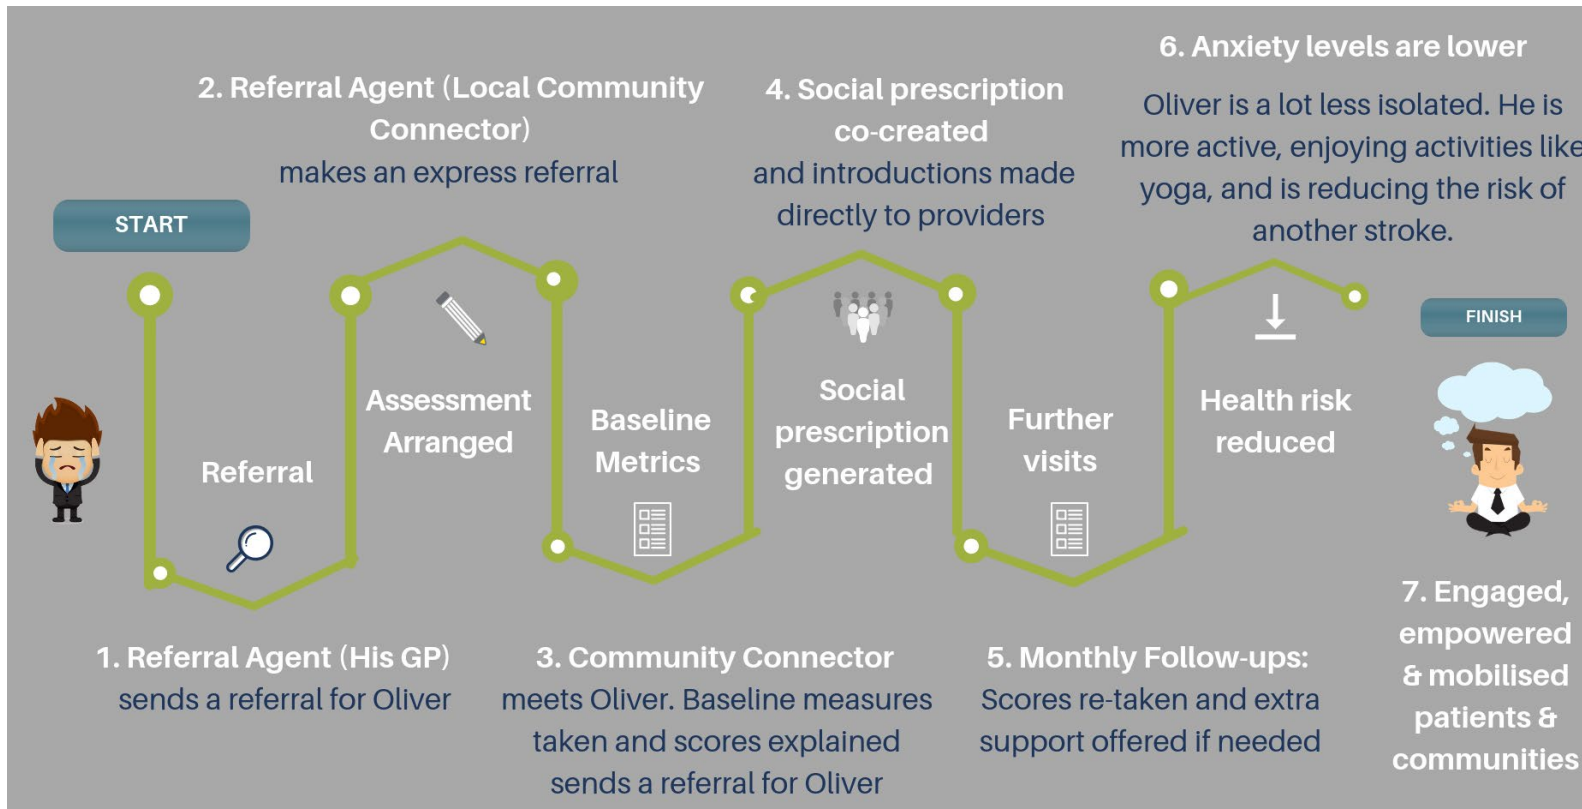 START
Referral
1. Referral Agent (His GP)
sends a referral for Oliver
2. Referral Agent (Local Community
Connector)
makes an express referral
Assessment
Arranged
Baseline
Metrics
3. Community Connector
meets Oliver. Baseline measures
taken and scores explained
sends a referral for Oliver
4. Social prescription
co-created
and introductions made
directly to providers
Social
prescription
generated
Further
visits
5. Monthly Follow-ups:
Scores re-taken and extra
support offered if needed
6. Anxiety levels are lower
Oliver is a lot less isolated. He is
more active, enjoying activities like
yoga, and is reducing the risk of
another stroke.
Health risk
reduced
FINISH
7. Engaged,
empowered
& mobilised
patients &
communities